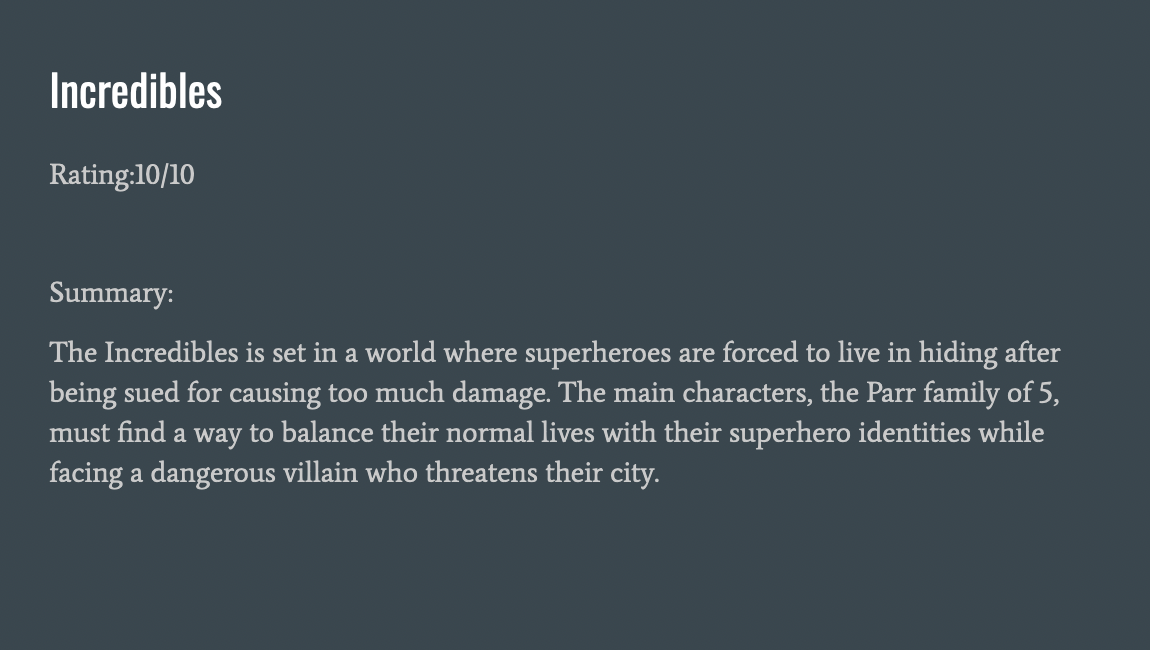 Incredibles
Rating:10/10
Summary:
The Incredibles is set in a world where superheroes are forced to live in hiding after
being sued for causing too much damage. The main characters, the Parr family of 5,
must find a way to balance their normal lives with their superhero identities while
facing a dangerous villain who threatens their city.